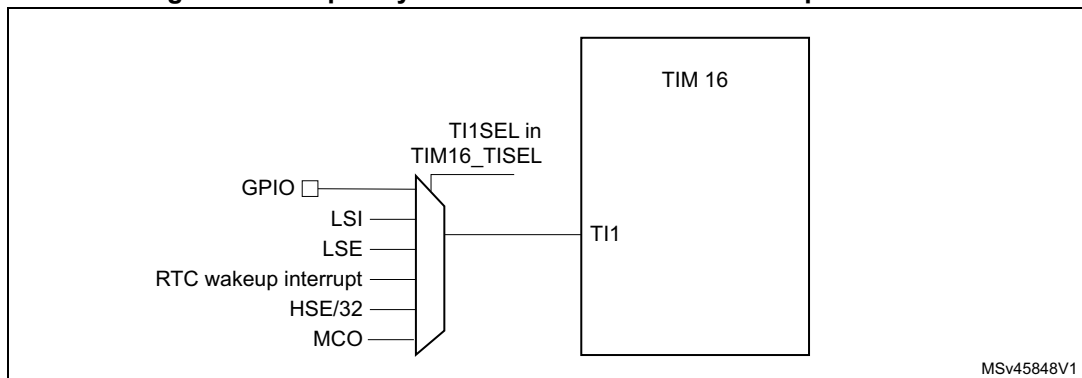 TIM 16
TI1SEL in
TIM16_TISEL
GPIO
LSI
LSE
TI1
RTC wakeup interrupt
HSE/32
MCO
MSv45848V1